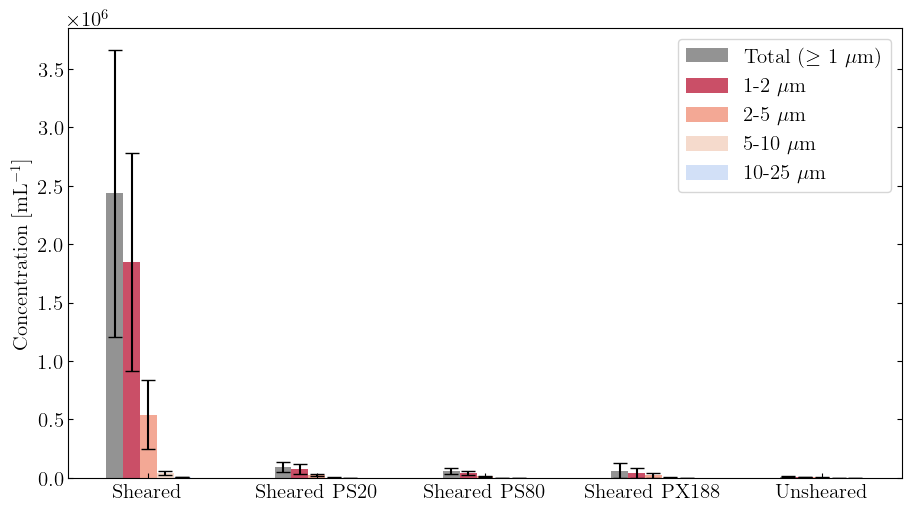 ×10⁶
Concentration [mL⁻¹]
3.5
3.0
2.5
2.0
1.5
1.0
0.5
0.0
Total (≥ 1 μm)
1-2 μm
2-5 μm
5-10 μm
10-25 μm
Sheared Sheared PS20 Sheared PS80 Sheared PX188 Unsheared